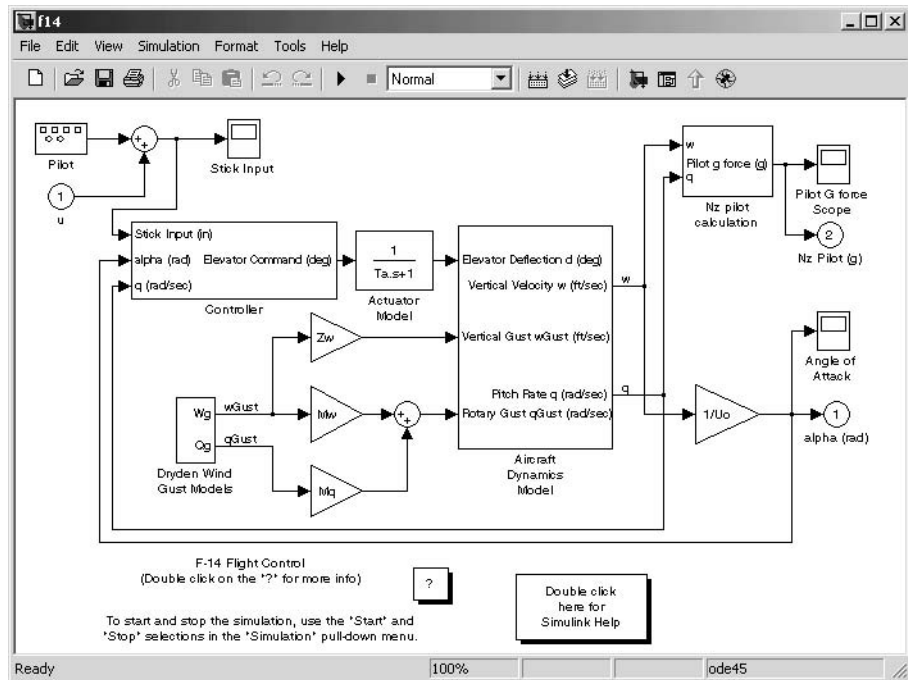 f14
File Edit View Simulation Format Tools Help
Normal
Pilot
1
u
++
Stick Input
w
Pilot g force (g)
q
Nz pilot
calculation
Pilot G force
Scope
2
Nz Pilot (g)
Stick Input (in)
alpha (rad) Elevator Command (deg)
q (rad/sec)
Controller
1
Ta.s+1
Actuator
Model
Elevator Deflection d (deg)
Vertical Velocity w (ft/sec)
Vertical Gust wGust (ft/sec)
Pitch Rate q (rad/sec)
Rotary Gust qGust (rad/sec)
Aircraft
Dynamics
Model
w
q
Zw
Mw
Mq
++
Wg
Qg
wGust
qGust
Dryden Wind
Gust Models
1/Uo
Angle of
Attack
1
alpha (rad)
F-14 Flight Control
(Double click on the "?" for more info)
?
Double click
here for
Simulink Help
To start and stop the simulation, use the "Start" and
"Stop" selections in the "Simulation" pull-down menu.
Ready 100% ode45